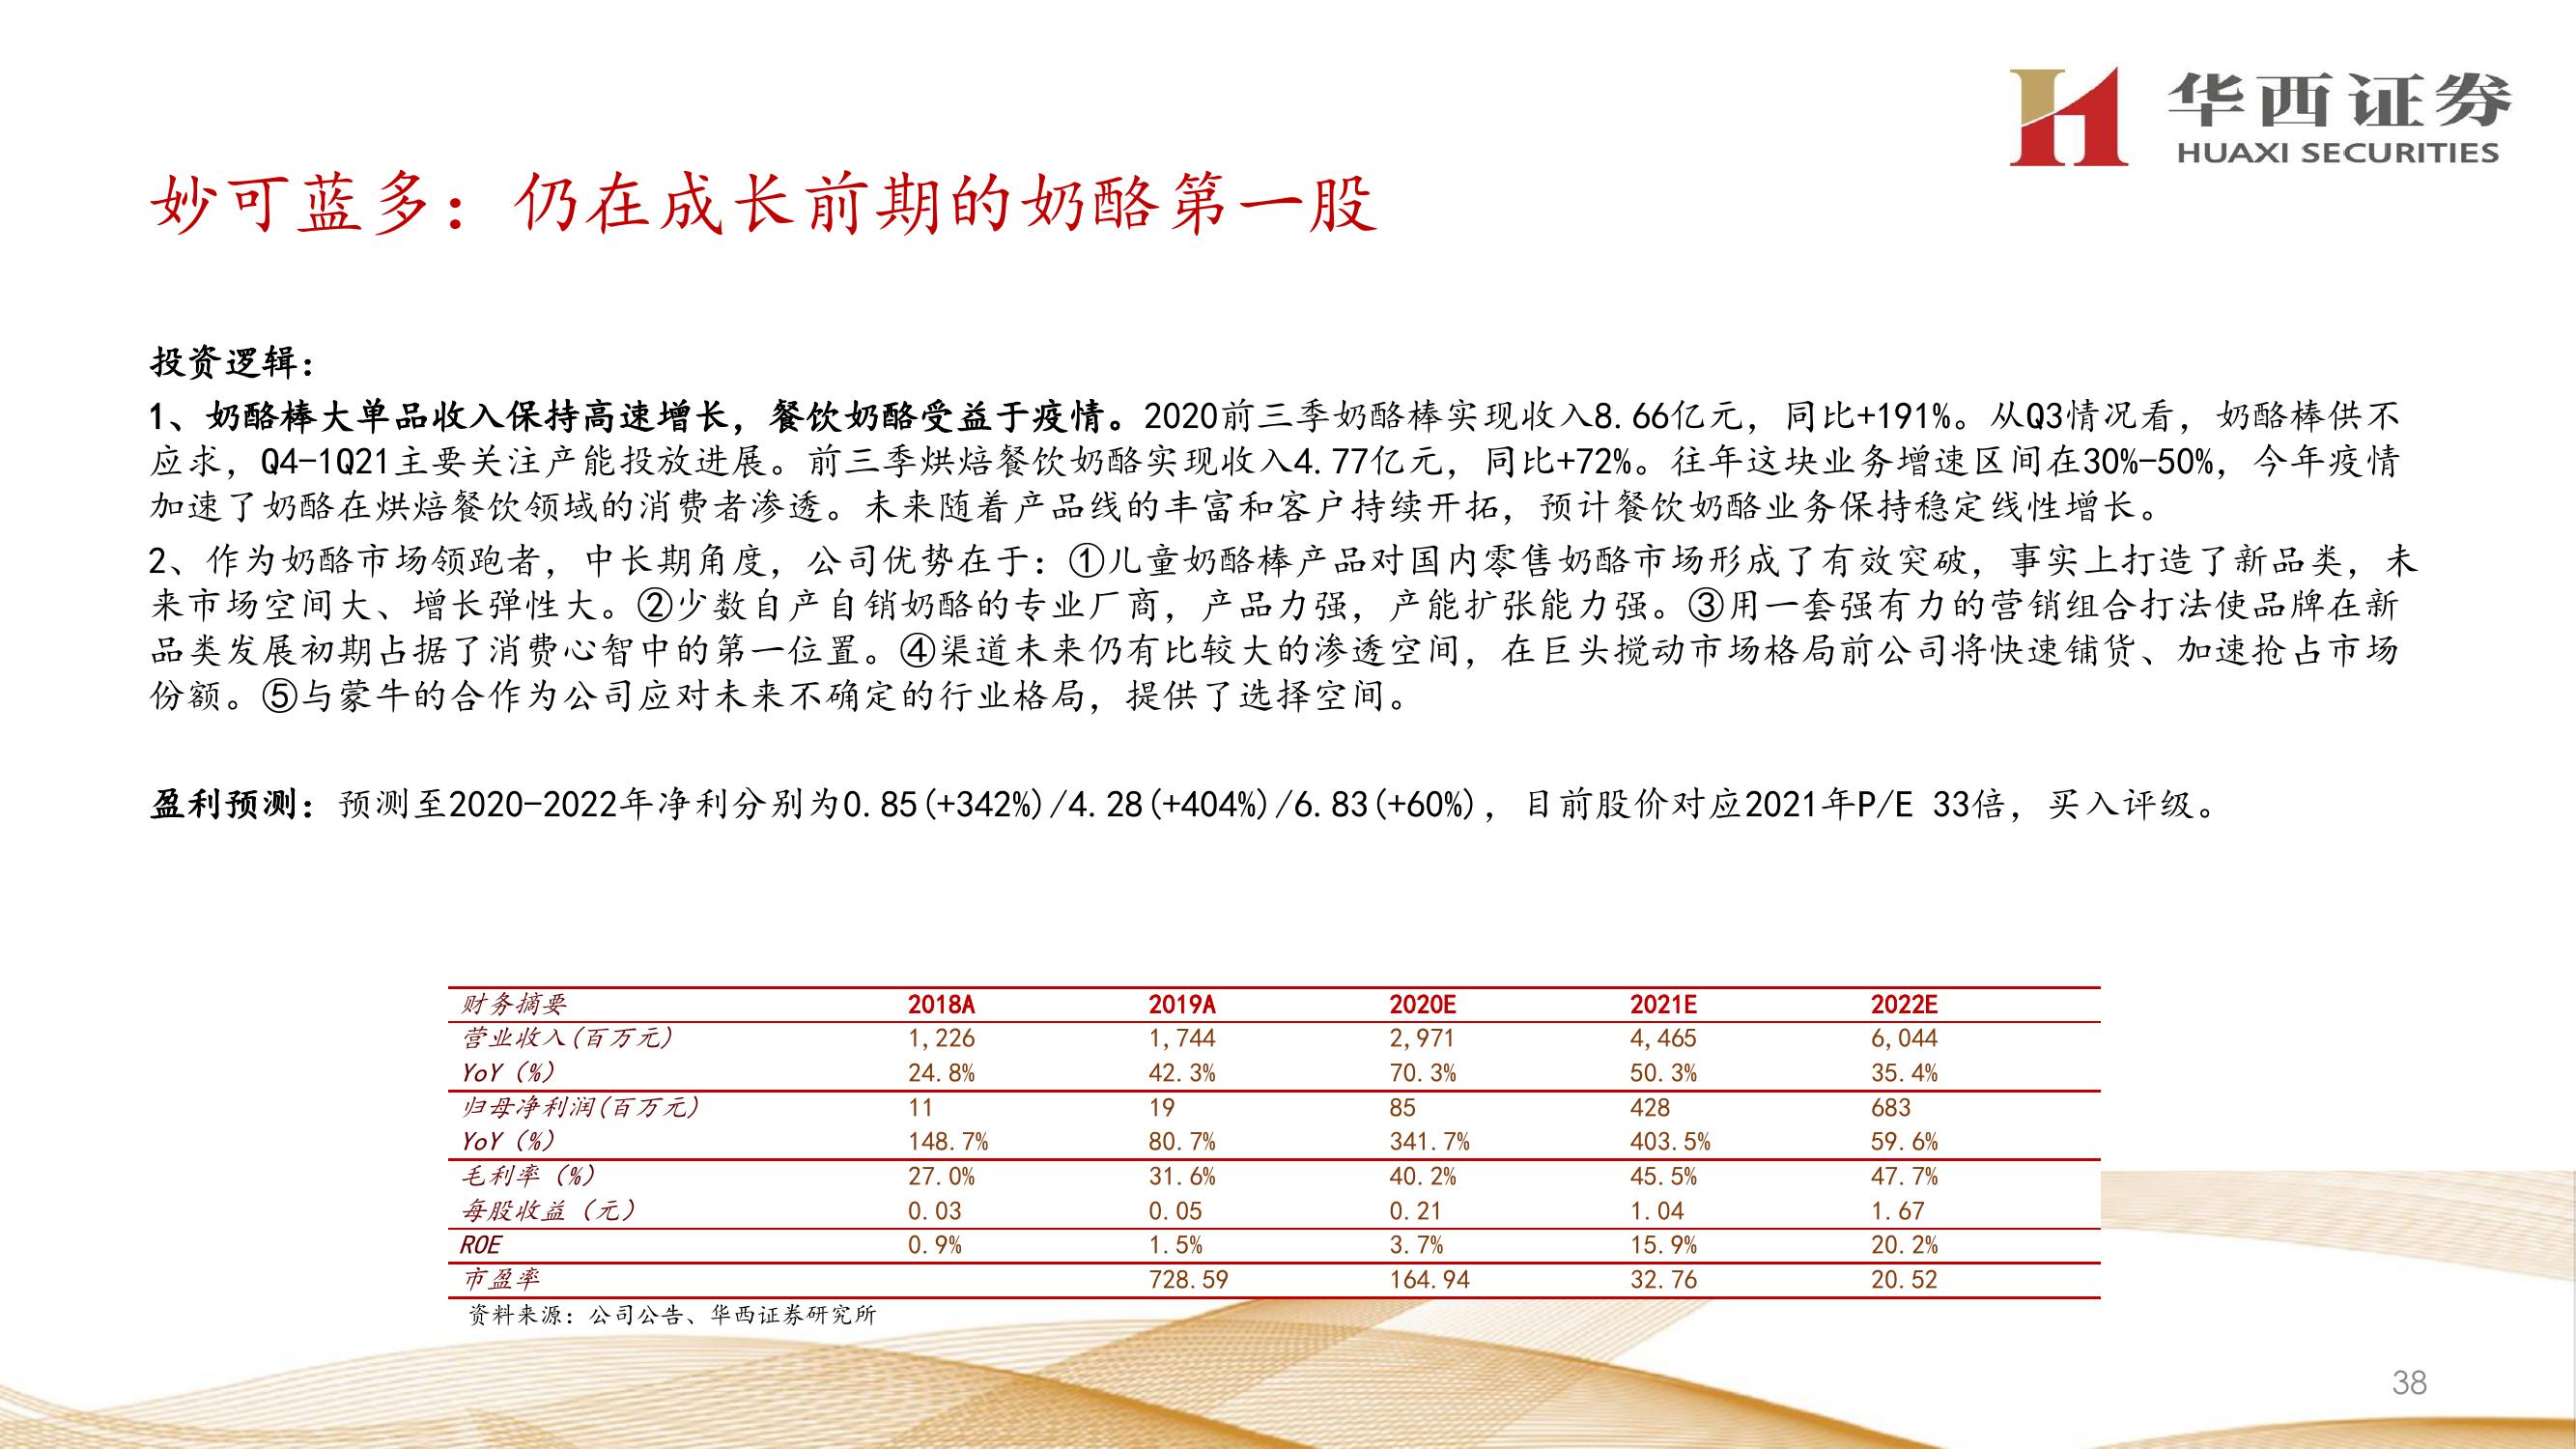 华西证券
HUAXI SECURITIES
妙可蓝多：仍在成长前期的奶酪第一股
投资逻辑：
1、奶酪棒大单品收入保持高速增长，餐饮奶酪受益于疫情。2020前三季奶酪棒实现收入8.66亿元，同比+191%。从Q3情况看，奶酪棒供不
应求，Q4-1Q21主要关注产能投放进展。前三季烘焙餐饮奶酪实现收入4.77亿元，同比+72%。往年这块业务增速区间在30%-50%，今年疫情
加速了奶酪在烘焙餐饮领域的消费者渗透。未来随着产品线的丰富和客户持续开拓，预计餐饮奶酪业务保持稳定线性增长。
2、作为奶酪市场领跑者，中长期角度，公司优势在于：①儿童奶酪棒产品对国内零售奶酪市场形成了有效突破，事实上打造了新品类，未
来市场空间大、增长弹性大。②少数自产自销奶酪的专业厂商，产品力强，产能扩张能力强。③用一套强有力的营销组合打法使品牌在新
品类发展初期占据了消费心智中的第一位置。④渠道未来仍有比较大的渗透空间，在巨头搅动市场格局前公司将快速铺货、加速抢占市场
份额。⑤与蒙牛的合作为公司应对未来不确定的行业格局，提供了选择空间。
盈利预测：预测至2020-2022年净利分别为0.85(+342%)/4.28(+404%)/6.83(+60%)，目前股价对应2021年P/E 33倍，买入评级。
财务摘要 2018A 2019A 2020E 2021E 2022E
营业收入(百万元) 1,226 1,744 2,971 4,465 6,044
YoY（%） 24.8% 42.3% 70.3% 50.3% 35.4%
归母净利润(百万元) 11 19 85 428 683
YoY（%） 148.7% 80.7% 341.7% 403.5% 59.6%
毛利率（%） 27.0% 31.6% 40.2% 45.5% 47.7%
每股收益（元） 0.03 0.05 0.21 1.04 1.67
ROE 0.9% 1.5% 3.7% 15.9% 20.2%
市盈率 728.59 164.94 32.76 20.52
资料来源：公司公告、华西证券研究所
38